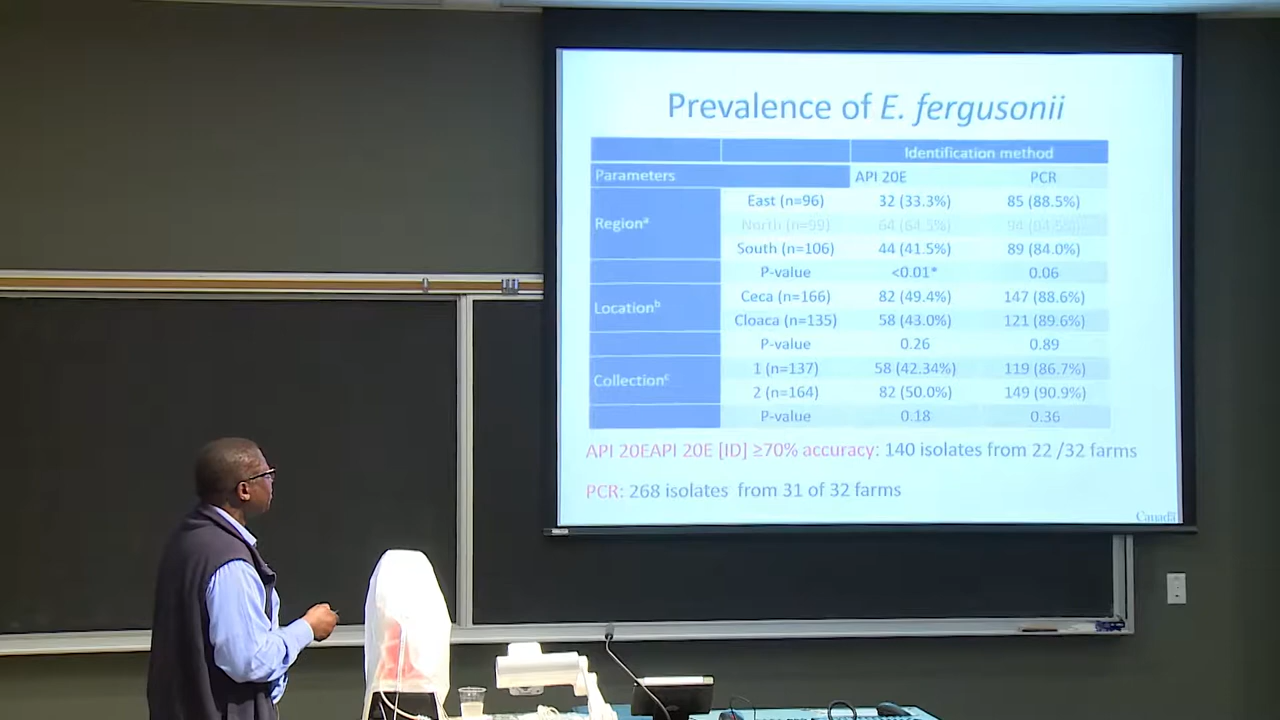 Prevalence of E. fergusonii
Identification method
Parameters API 20E PCR
Regionᵃ East (n=96) 32 (33.3%) 85 (88.5%)
North (n=99) 64 (64.5%) 94
South (n=106) 44 (41.5%) 89 (84.0%)
P-value <0.01* 0.06
Locationᵇ Ceca (n=166) 82 (49.4%) 147 (88.6%)
Cloaca (n=135) 58 (43.0%) 121 (89.6%)
P-value 0.26 0.89
Collectionᶜ 1 (n=137) 58 (42.34%) 119 (86.7%)
2 (n=164) 82 (50.0%) 149 (90.9%)
P-value 0.18 0.36
API 20EAPI 20E [ID] ≥70% accuracy: 140 isolates from 22 /32 farms
PCR: 268 isolates from 31 of 32 farms
Canada